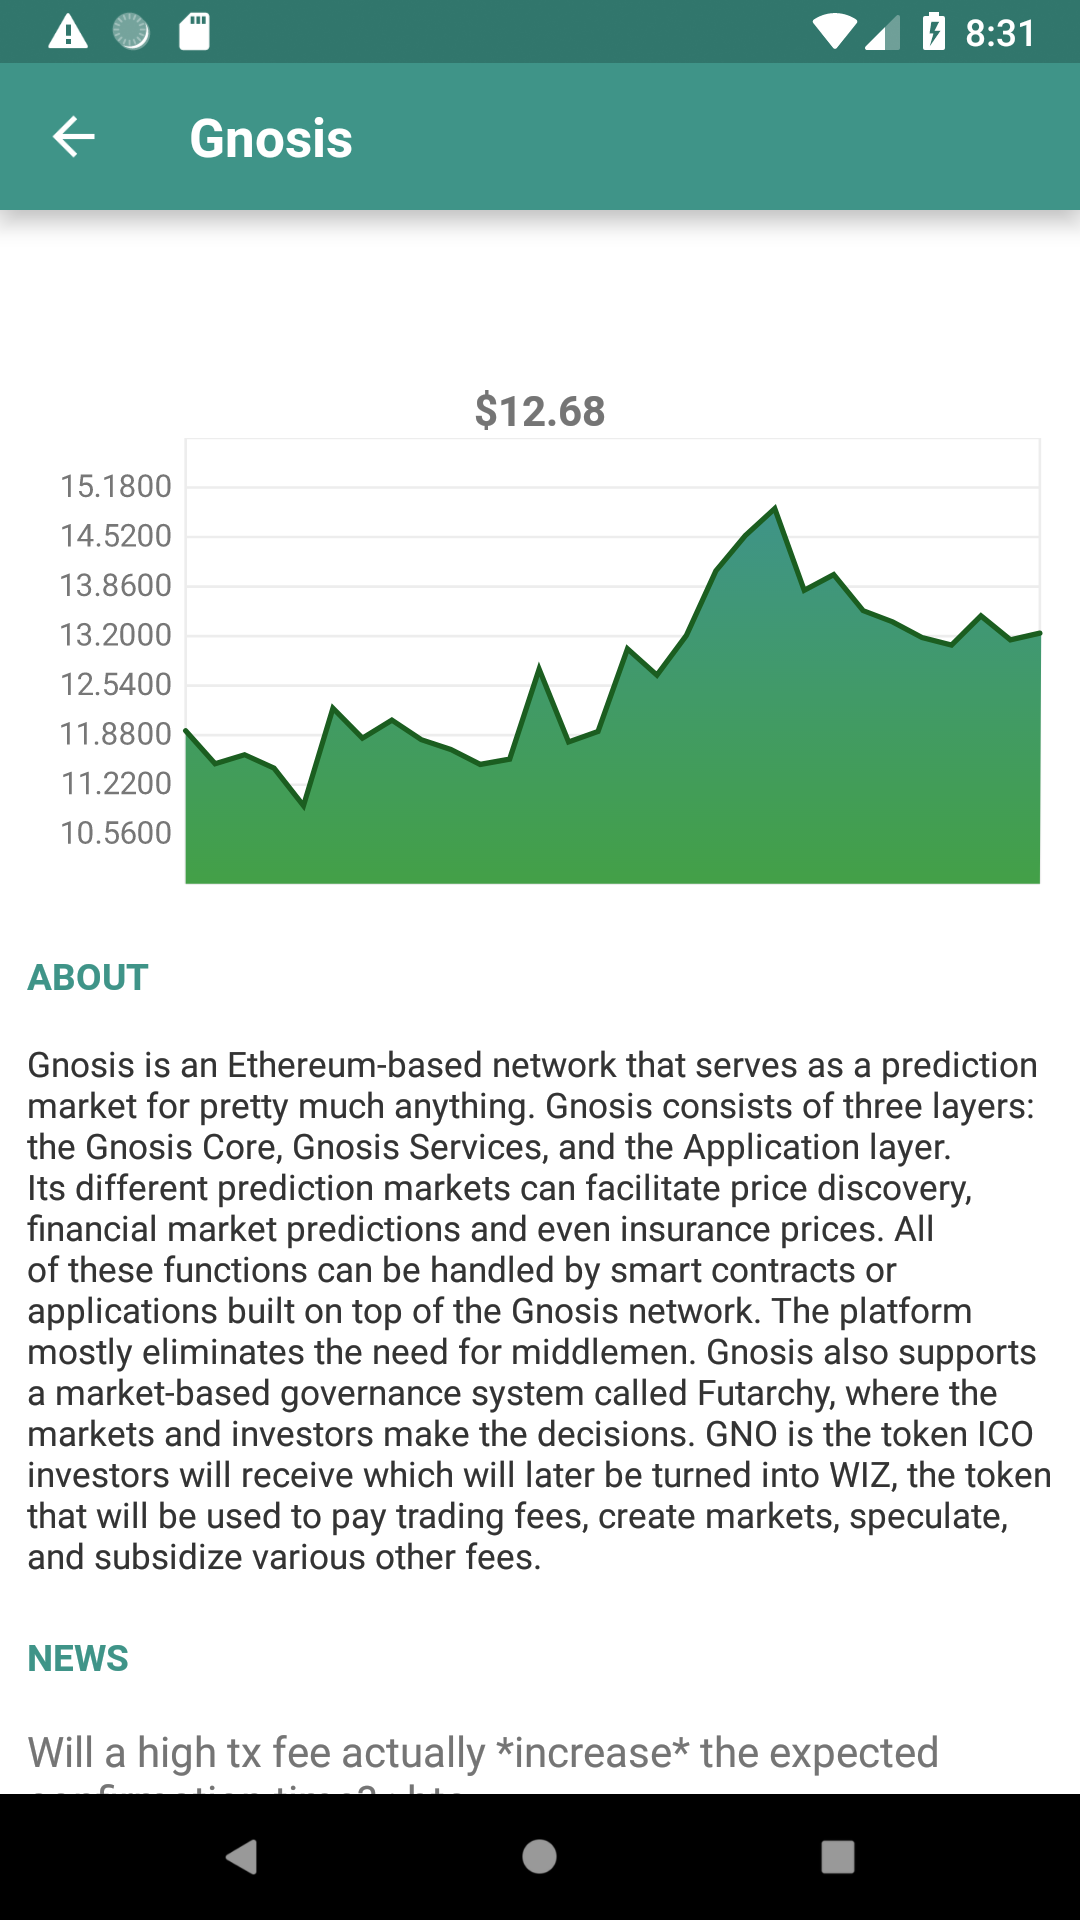 8:31
Gnosis
$12.68
15.1800
14.5200
13.8600
13.2000
12.5400
11.8800
11.2200
10.5600
ABOUT
Gnosis is an Ethereum-based network that serves as a prediction
market for pretty much anything. Gnosis consists of three layers:
the Gnosis Core, Gnosis Services, and the Application layer.
Its different prediction markets can facilitate price discovery,
financial market predictions and even insurance prices. All
of these functions can be handled by smart contracts or
applications built on top of the Gnosis network. The platform
mostly eliminates the need for middlemen. Gnosis also supports
a market-based governance system called Futarchy, where the
markets and investors make the decisions. GNO is the token ICO
investors will receive which will later be turned into WIZ, the token
that will be used to pay trading fees, create markets, speculate,
and subsidize various other fees.
NEWS
Will a high tx fee actually *increase* the expected